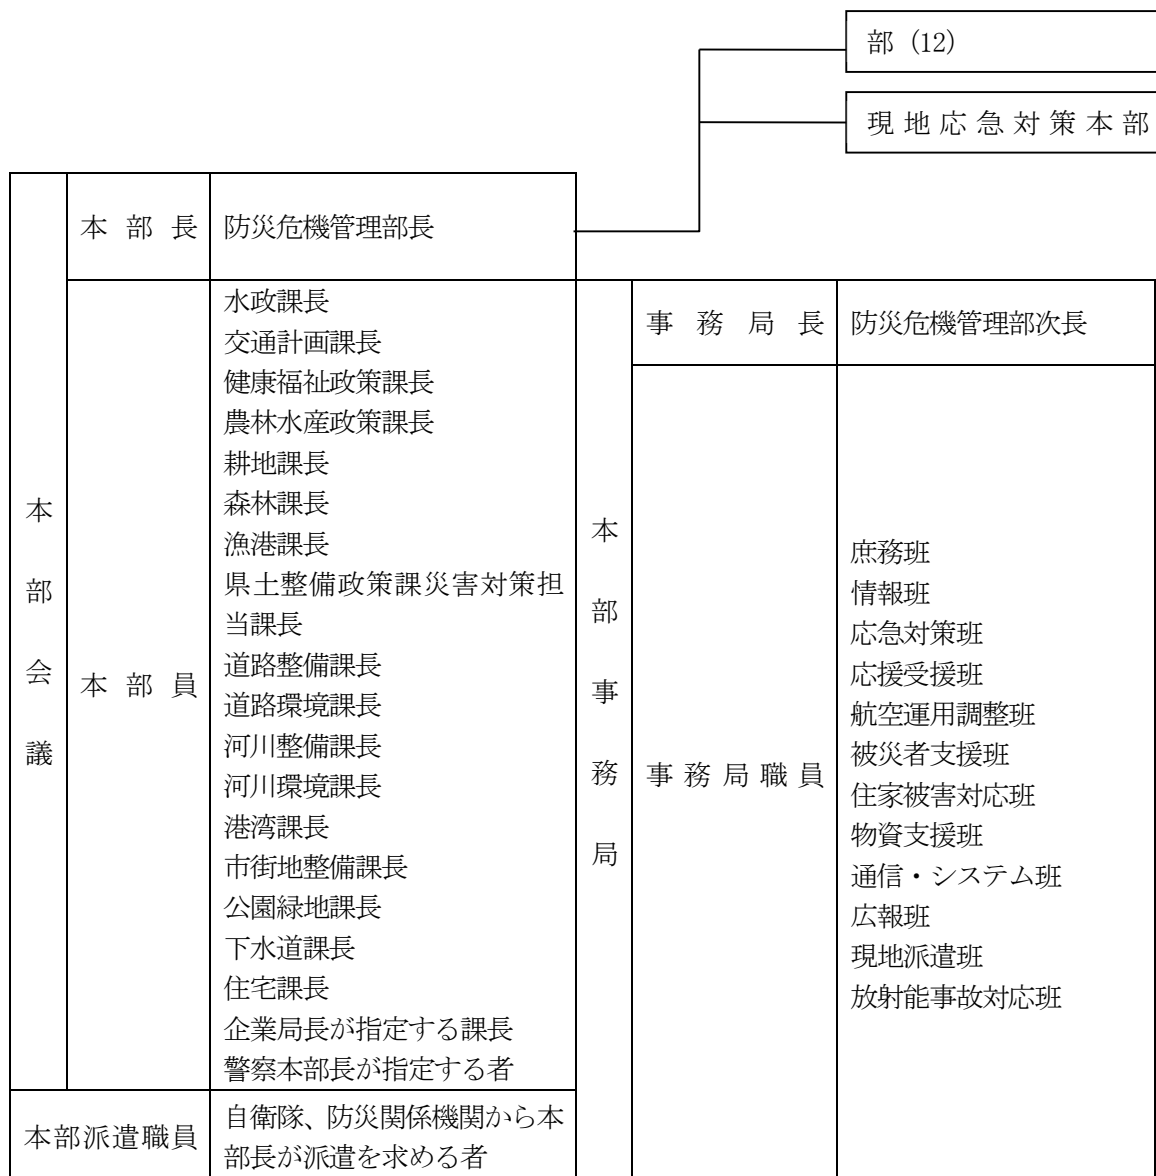 部 (12)
現地応急対策本部
本部会議
本部長
防災危機管理部長
本部員
水政課長
交通計画課長
健康福祉政策課長
農林水産政策課長
耕地課長
森林課長
漁港課長
県土整備政策課災害対策担
当課長
道路整備課長
道路環境課長
河川整備課長
河川環境課長
港湾課長
市街地整備課長
公園緑地課長
下水道課長
住宅課長
企業局長が指定する課長
警察本部長が指定する者
本部派遣職員
自衛隊、防災関係機関から本
部長が派遣を求める者
本部事務局
事務局長
防災危機管理部次長
事務局職員
庶務班
情報班
応急対策班
応援受援班
航空運用調整班
被災者支援班
住家被害対応班
物資支援班
通信・システム班
広報班
現地派遣班
放射能事故対応班